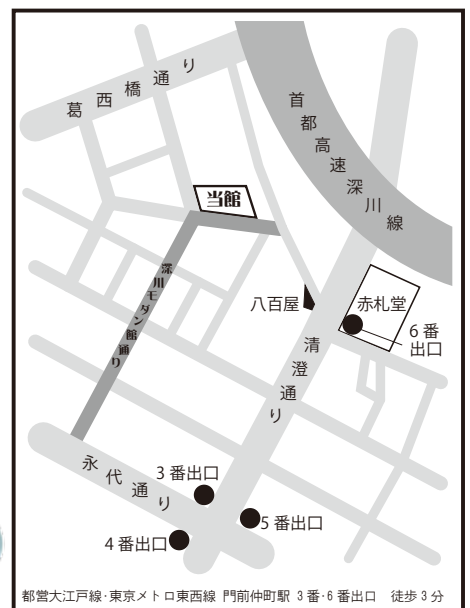 葛西橋通り
首都高速深川線
当館
深川モダン館通り
八百屋
赤札堂
6番
出口
清澄通り
永代通り
3番出口
5番出口
4番出口
都営大江戸線･東京メトロ東西線 門前仲町駅 3番･6番出口 徒歩3分